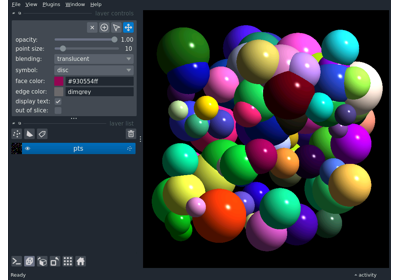 File View Plugins Window Help
layer controls
opacity: 1.00
point size: 10
blending: translucent
symbol: disc
face color: #930554ff
edge color: dimgrey
display text:
out of slice:
layer list
pts
Ready
activity